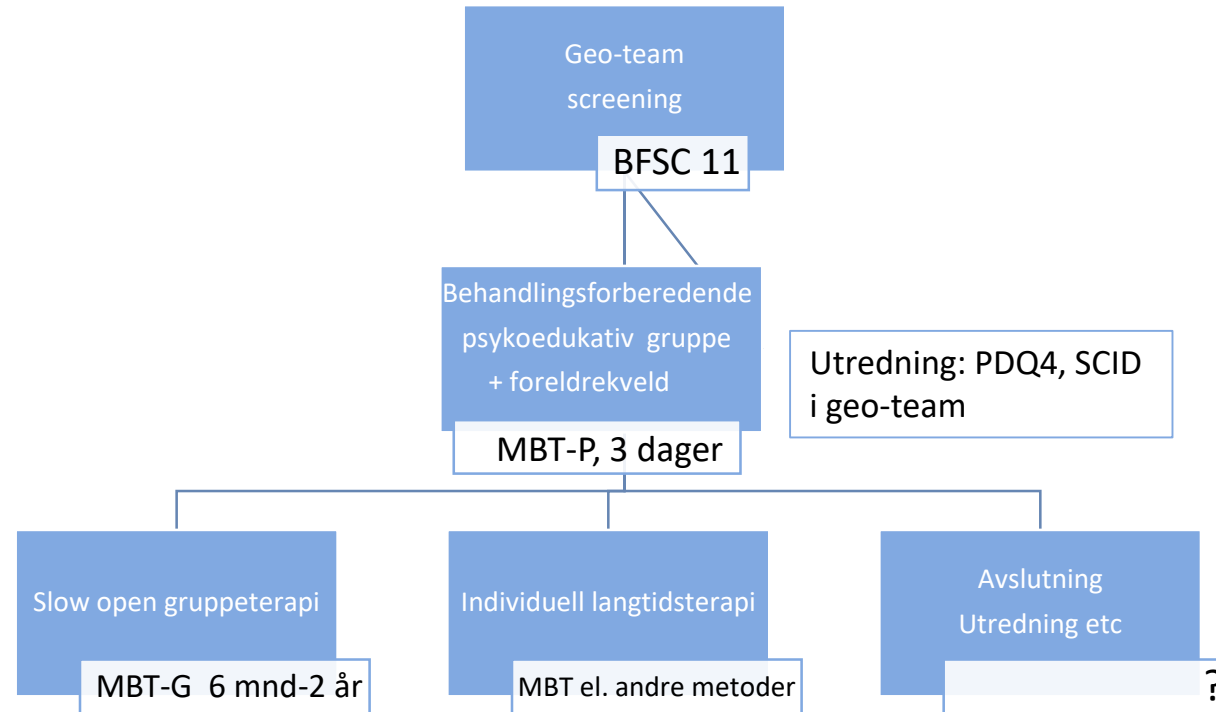 Geo-team
screening
BFSC 11
Behandlingsforberedende
psykoedukativ gruppe
+ foreldrekveld
MBT-P, 3 dager
Utredning: PDQ4, SCID
i geo-team
Slow open gruppeterapi
MBT-G 6 mnd-2 år
Individuell langtidsterapi
MBT el. andre metoder
Avslutning
Utredning etc
?